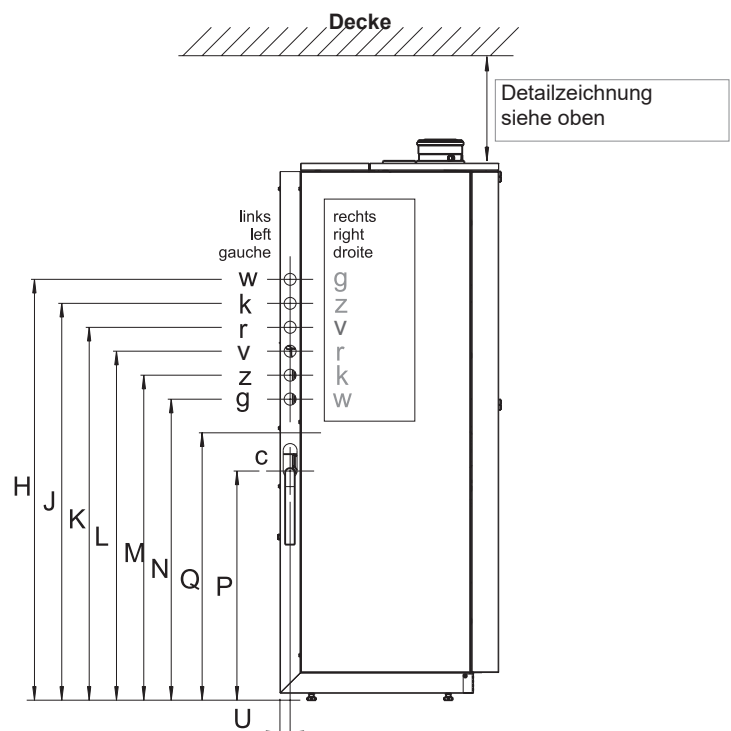 Decke
Detailzeichnung
siehe oben
links
left
gauche
rechts
right
droite
w g
k z
r v
v r
z k
g w
c
H
J
K
L
M
N
Q
P
U